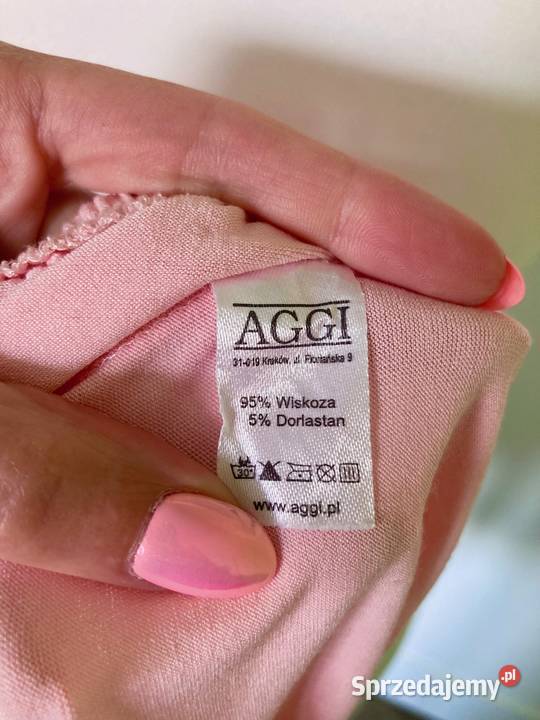 AGGI
31-019 Kraków, ul. Floriańska 9
95% Wiskoza
5% Dorlastan
30°
www.aggi.pl
Sprzedajemy.pl